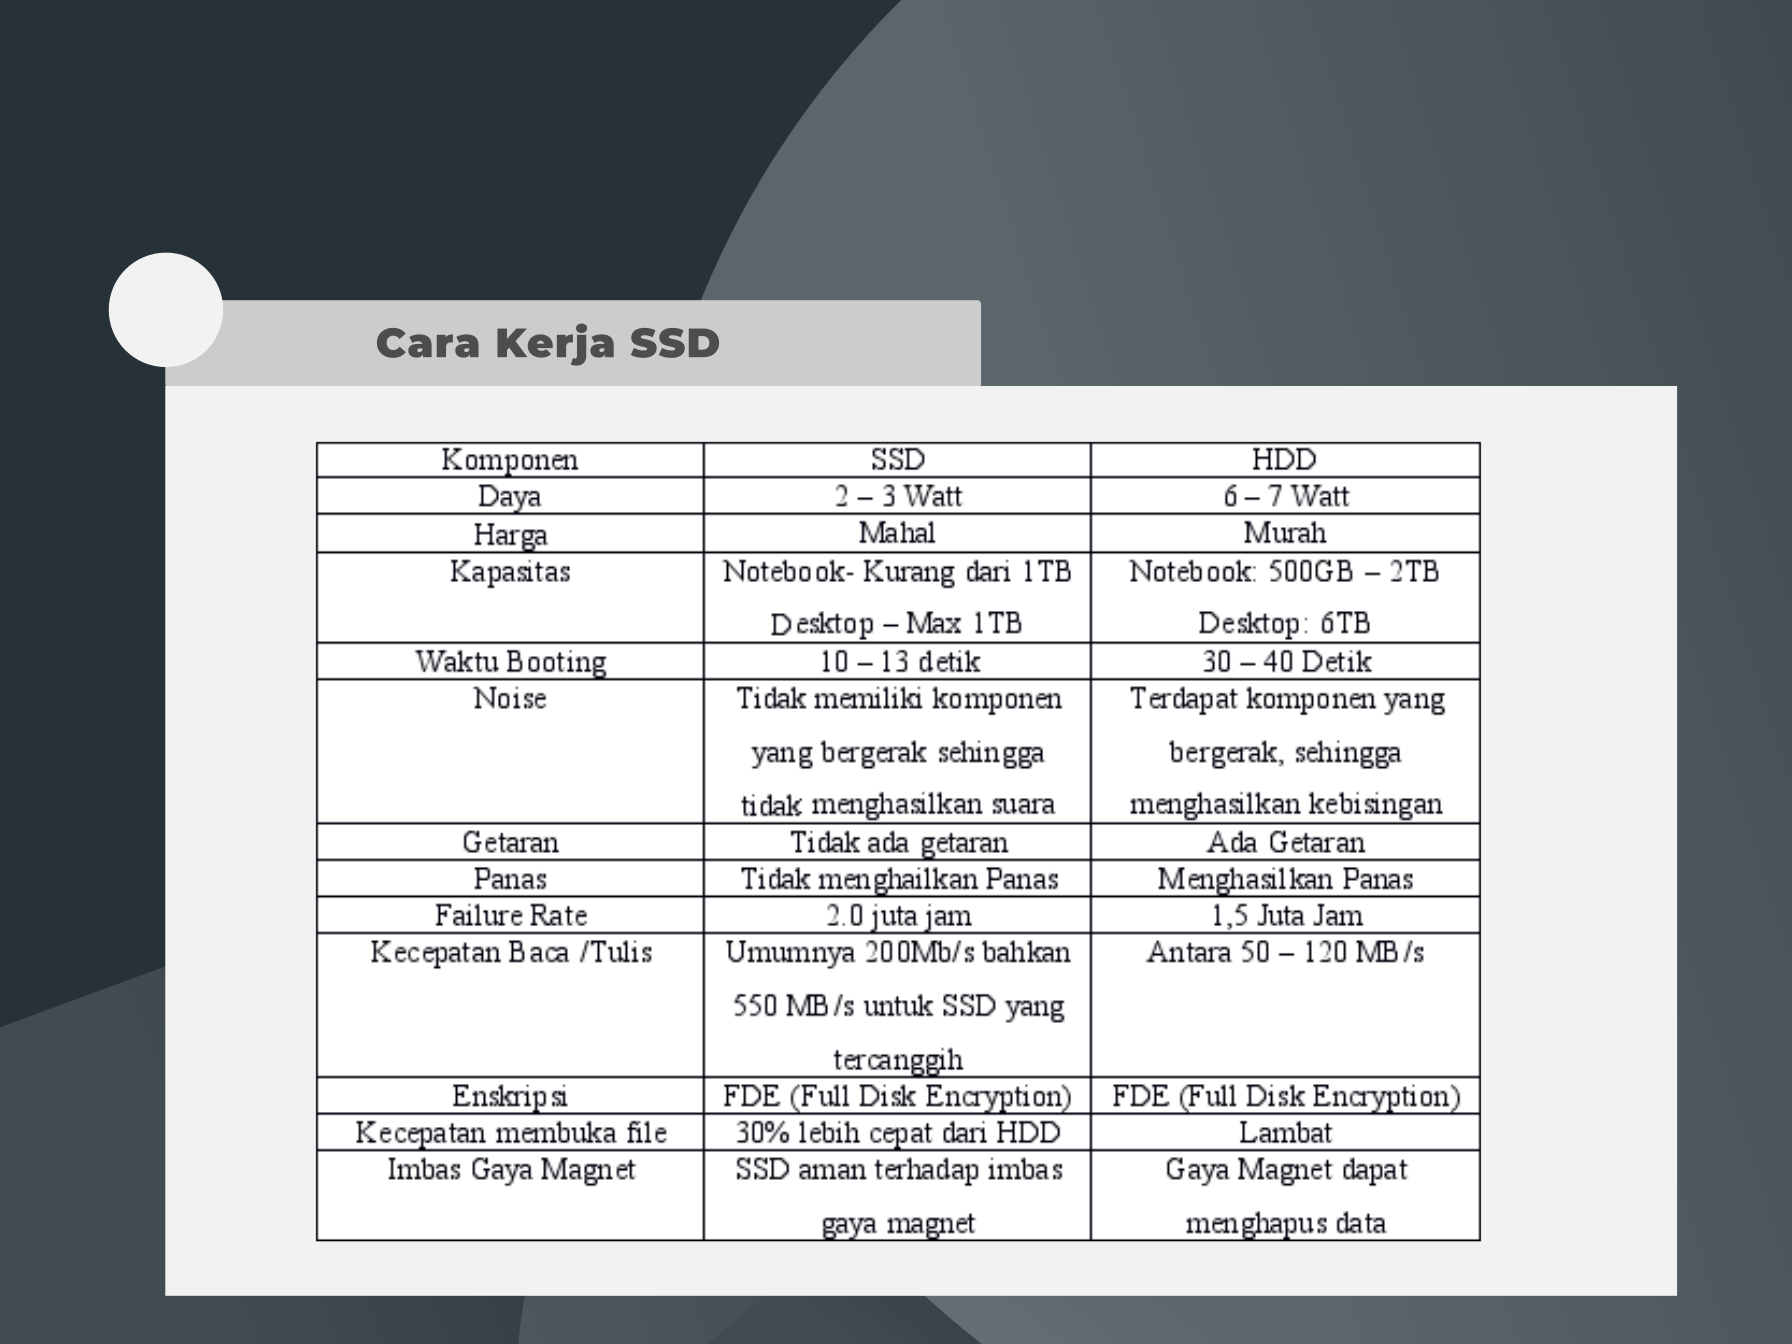 Cara Kerja SSD
Komponen SSD HDD
Daya 2 – 3 Watt 6 – 7 Watt
Harga Mahal Murah
Kapasitas Notebook- Kurang dari 1TB Notebook: 500GB – 2TB
Desktop – Max 1TB Desktop: 6TB
Waktu Booting 10 – 13 detik 30 – 40 Detik
Noise Tidak memiliki komponen Terdapat komponen yang
yang bergerak sehingga bergerak, sehingga
tidak menghasilkan suara menghasilkan kebisingan
Getaran Tidak ada getaran Ada Getaran
Panas Tidak menghailkan Panas Menghasilkan Panas
Failure Rate 2.0 juta jam 1,5 Juta Jam
Kecepatan Baca /Tulis Umumnya 200Mb/s bahkan Antara 50 – 120 MB/s
550 MB/s untuk SSD yang
tercanggih
Enskripsi FDE (Full Disk Encryption) FDE (Full Disk Encryption)
Kecepatan membuka file 30% lebih cepat dari HDD Lambat
Imbas Gaya Magnet SSD aman terhadap imbas Gaya Magnet dapat
gaya magnet menghapus data